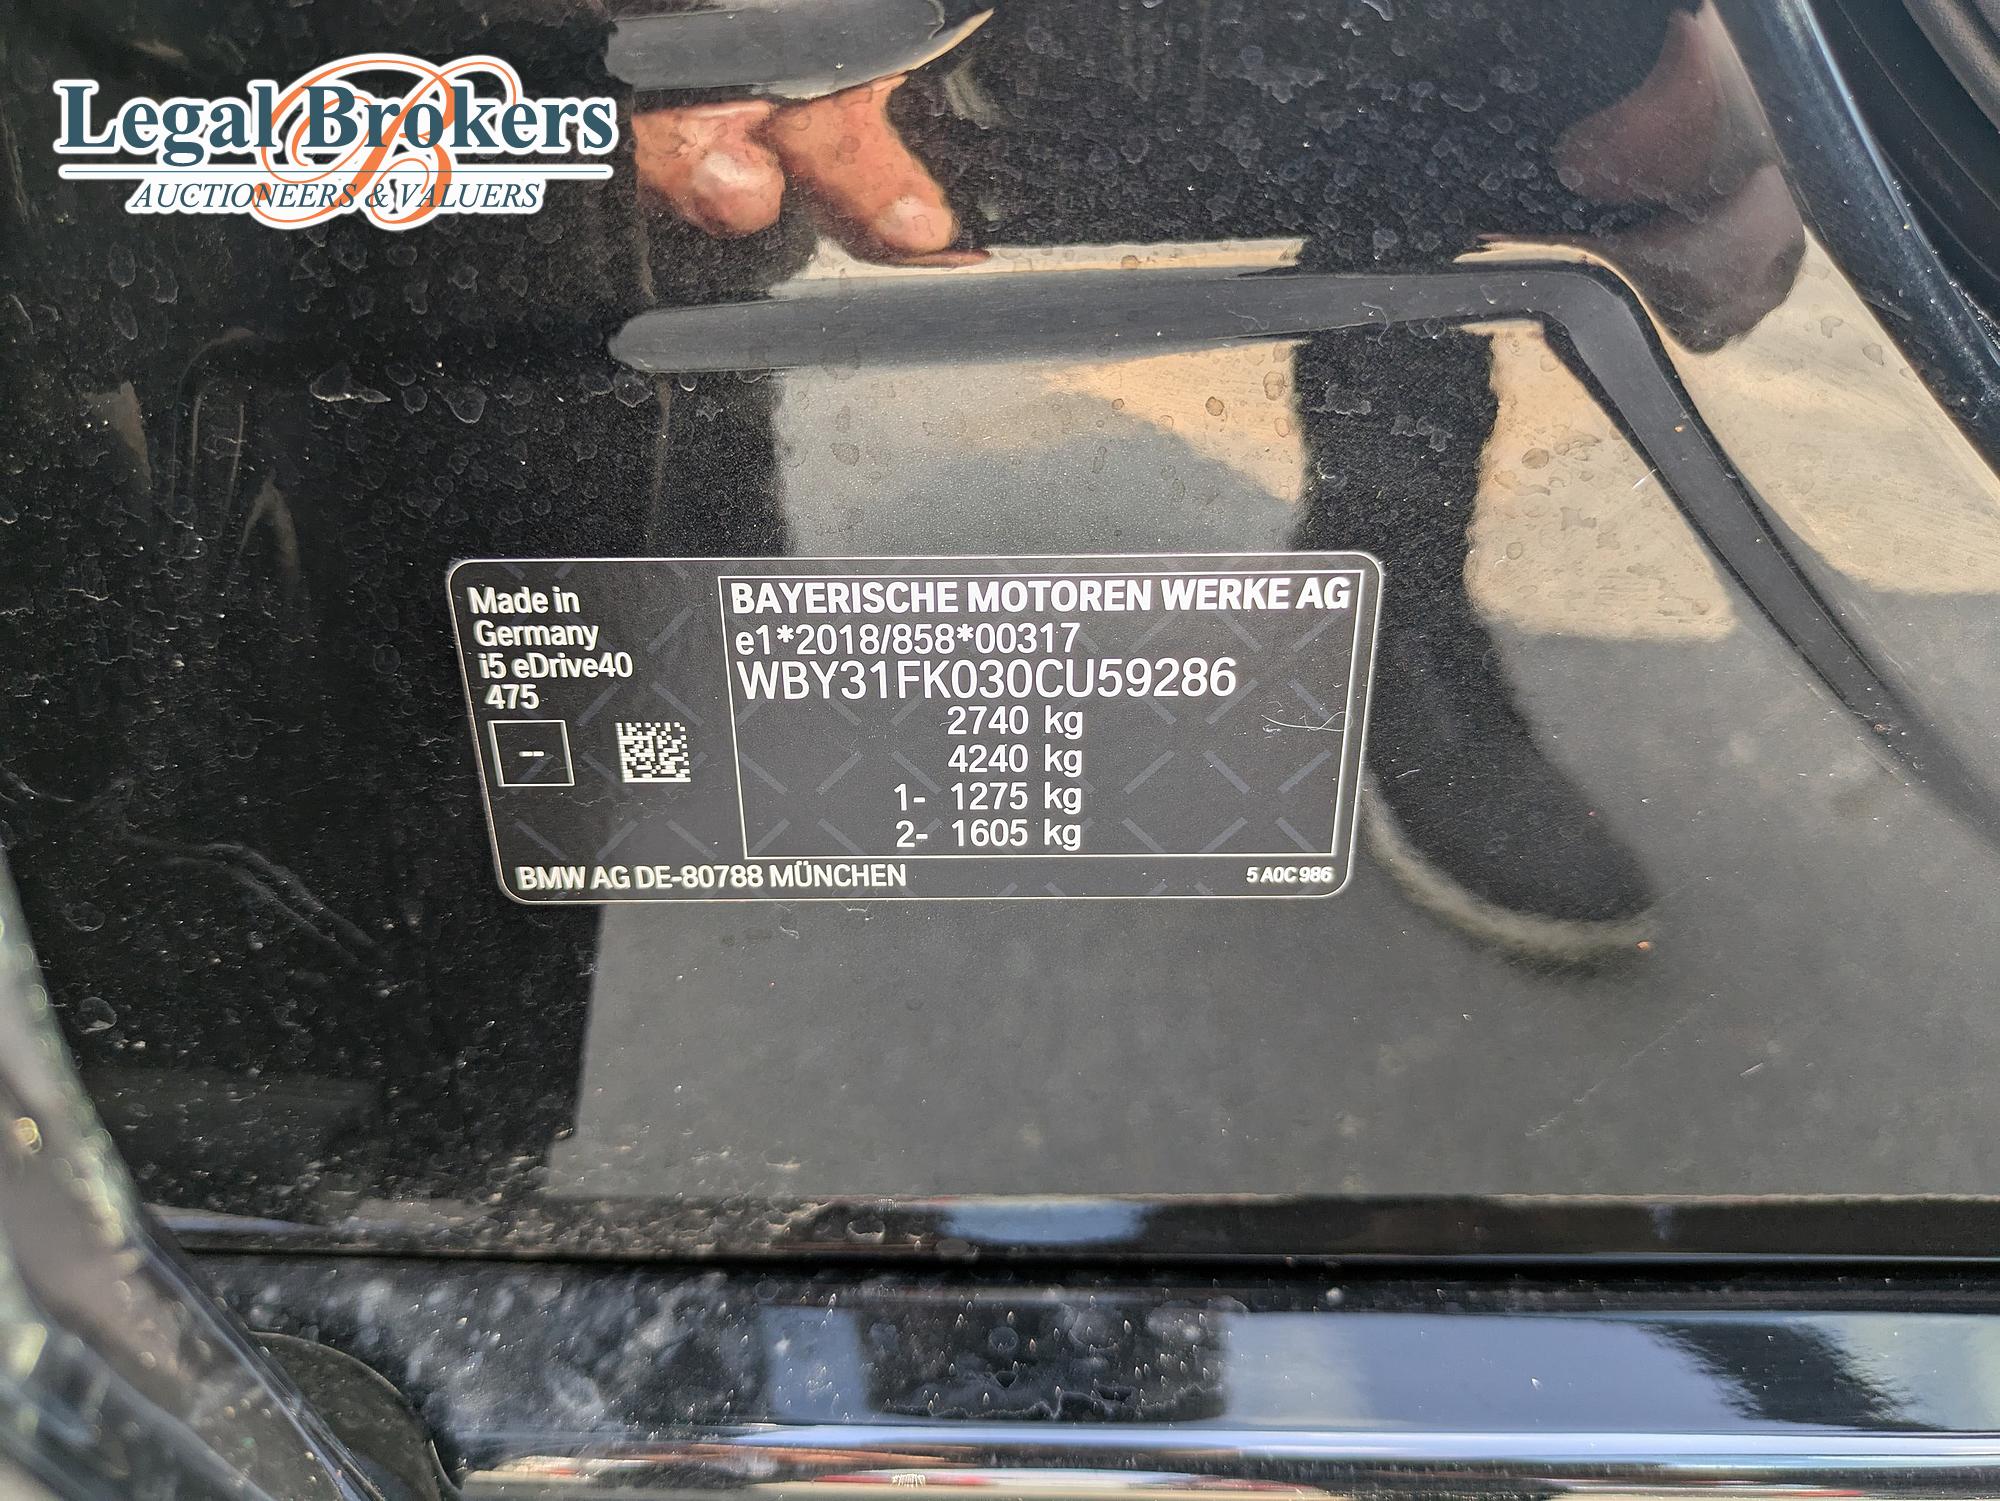 Legal Brokers
AUCTIONEERS & VALUERS
Made in
Germany
i5 eDrive40
475
--
BAYERISCHE MOTOREN WERKE AG
e1*2018/858*00317
WBY31FK030CU59286
2740 kg
4240 kg
1- 1275 kg
2- 1605 kg
BMW AG DE-80788 MÜNCHEN
5 A0C 986